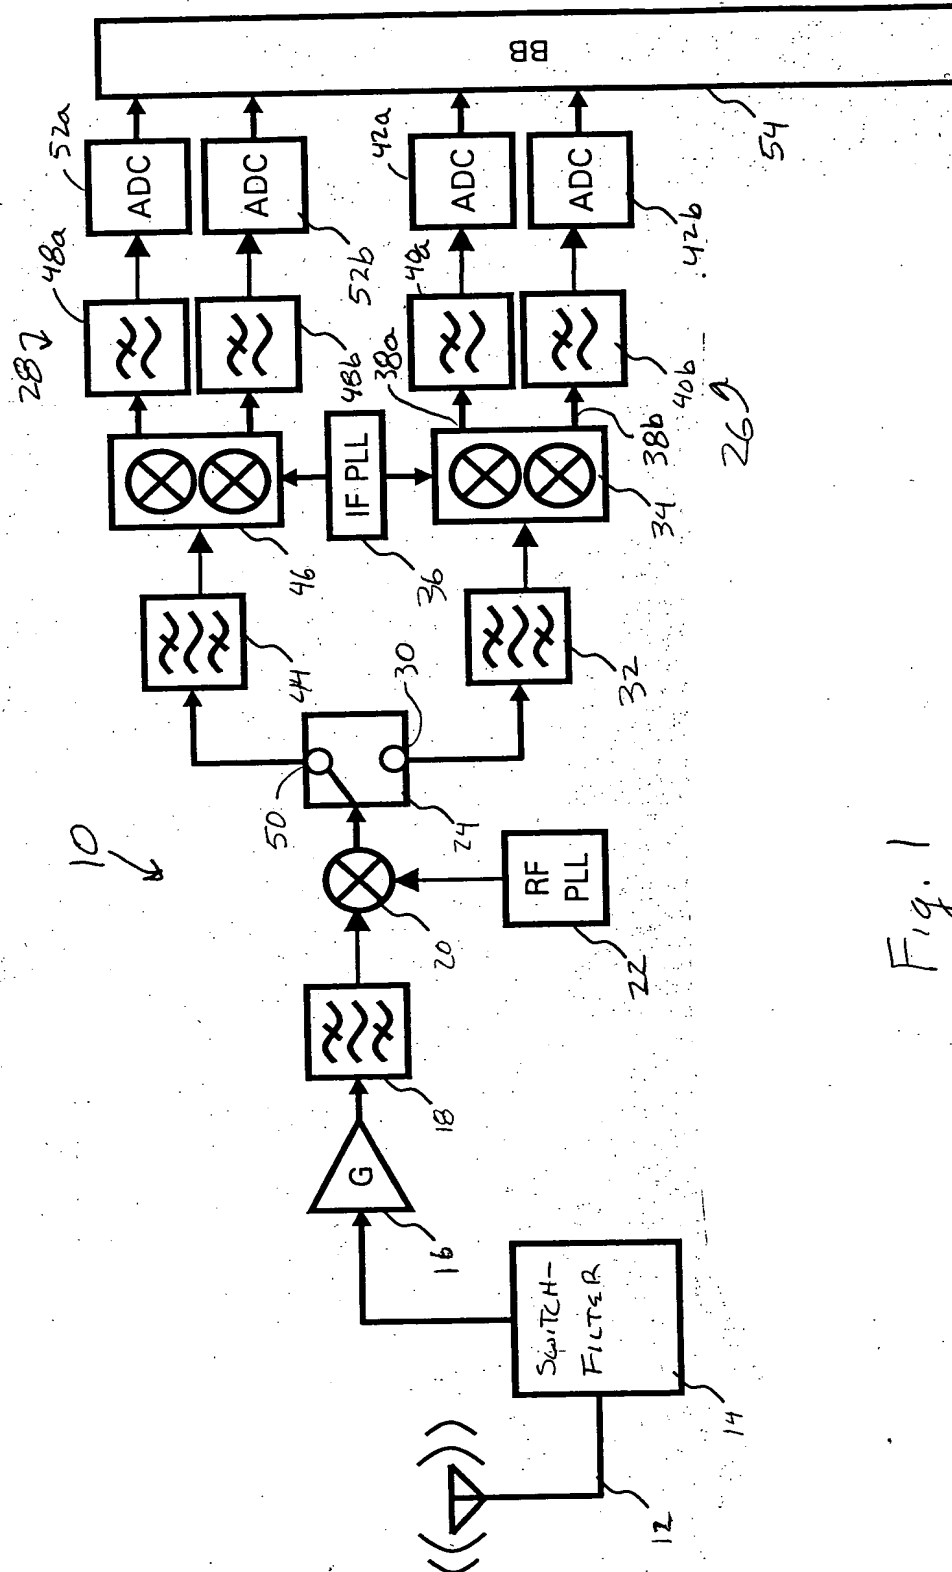 10
28
48a
52a
ADC
ADC
52b
48b
46
44
50
30
IF PLL
36
38a
40a
42a
ADC
ADC
42b
40b
38b
26
34
32
24
20
18
G
16
RF
PLL
22
SWITCH-
FILTER
14
12
BB
54
Fig. 1